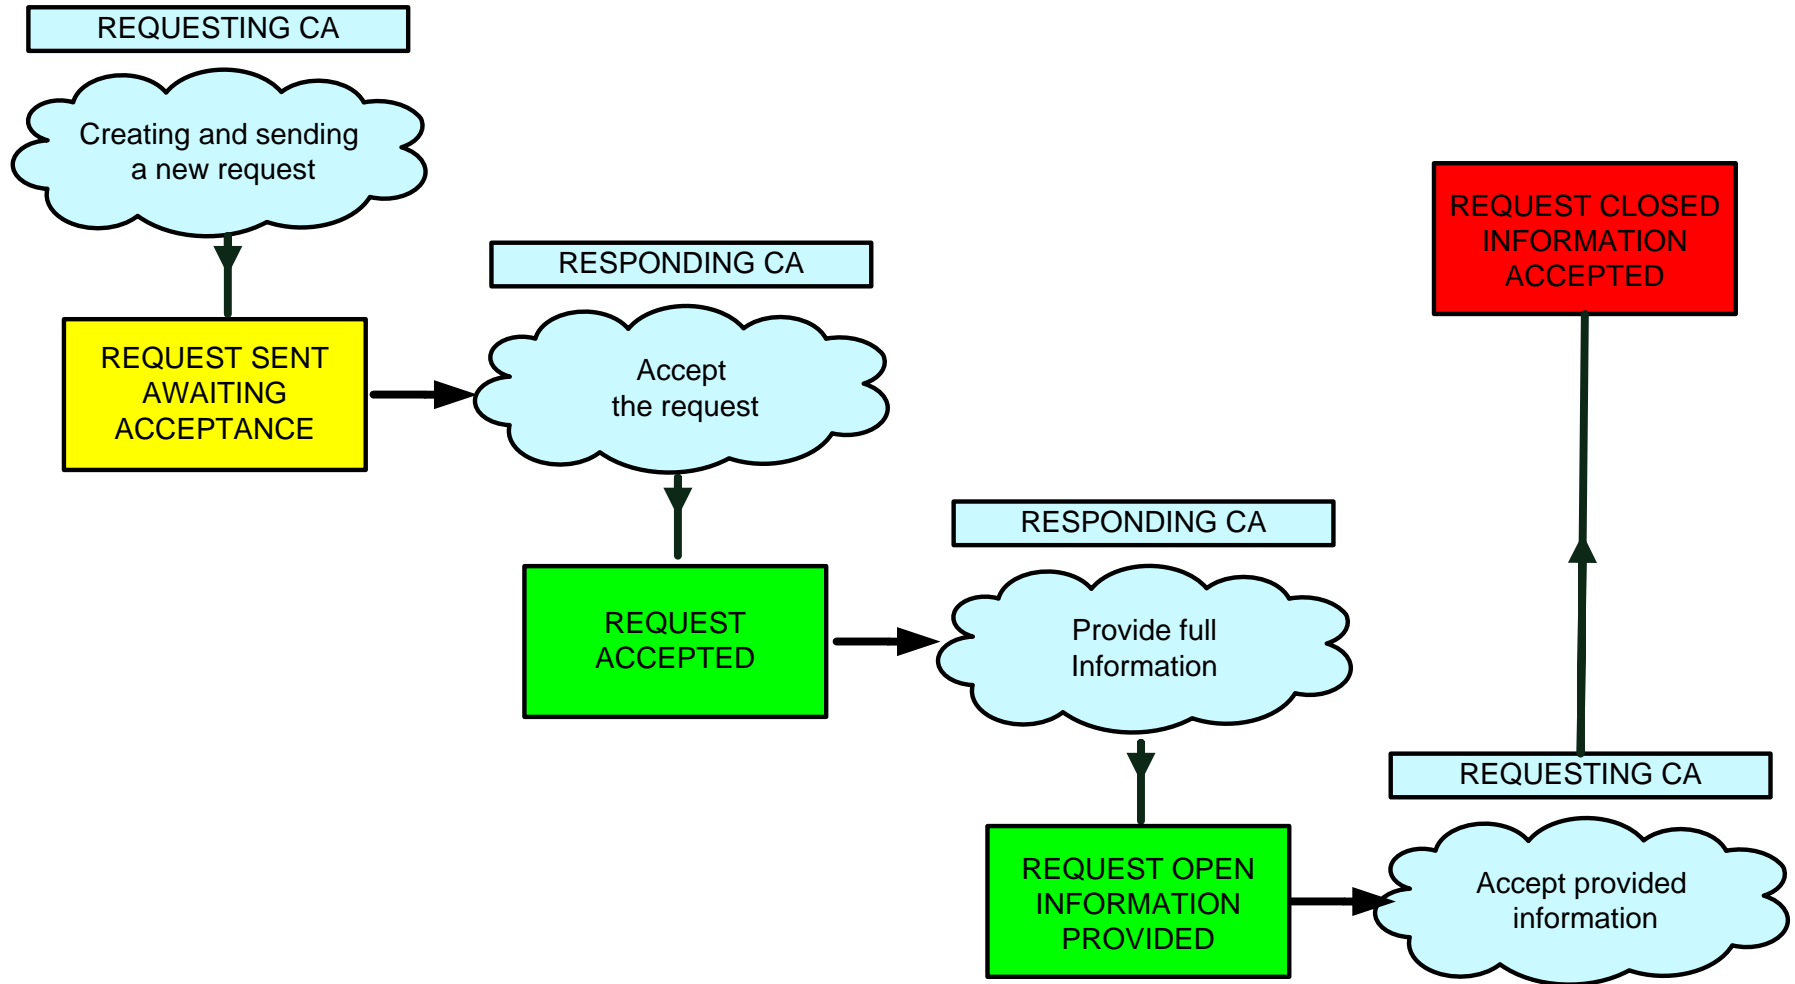 REQUESTING CA
Creating and sending
a new request
REQUEST SENT
AWAITING
ACCEPTANCE
RESPONDING CA
Accept
the request
REQUEST
ACCEPTED
RESPONDING CA
Provide full
Information
REQUEST OPEN
INFORMATION
PROVIDED
REQUESTING CA
Accept provided
information
REQUEST CLOSED
INFORMATION
ACCEPTED